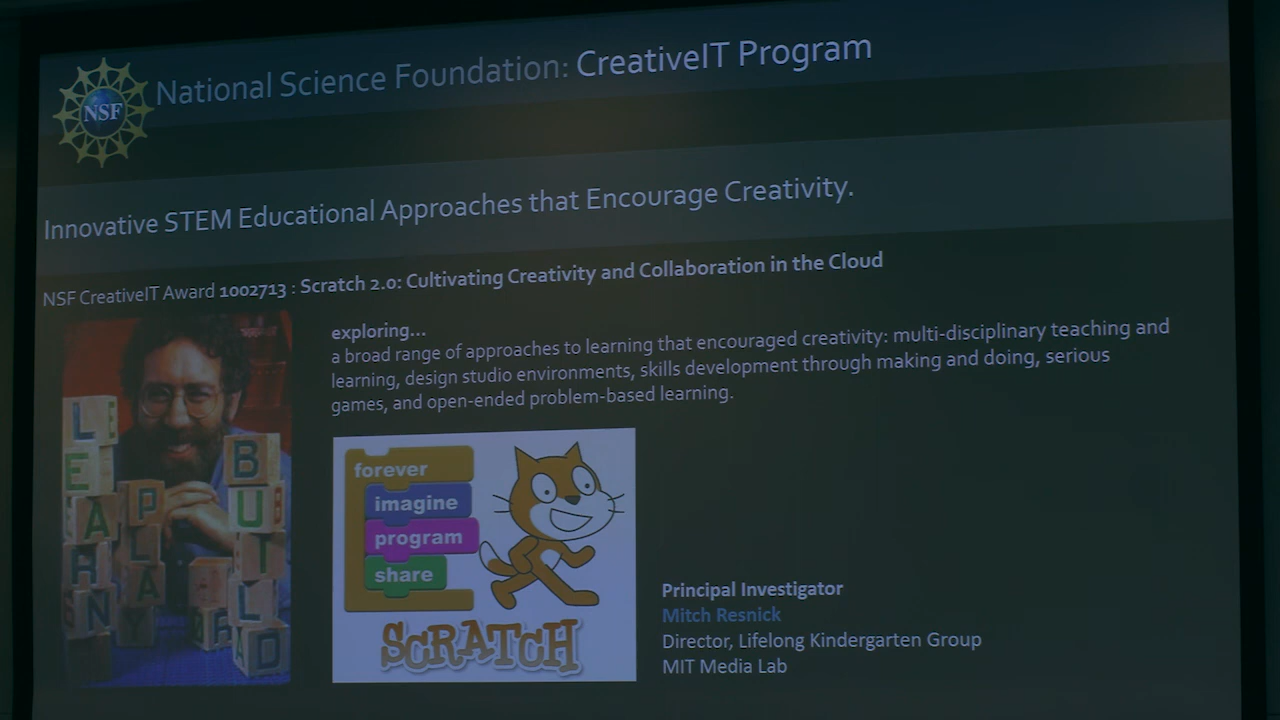 NSF
National Science Foundation: CreativeIT Program
Innovative STEM Educational Approaches that Encourage Creativity.
NSF CreativeIT Award 1002713 : Scratch 2.0: Cultivating Creativity and Collaboration in the Cloud
exploring...
a broad range of approaches to learning that encouraged creativity: multi-disciplinary teaching and
learning, design studio environments, skills development through making and doing, serious
games, and open-ended problem-based learning.
LEARN
PLAY
BUILD
forever
imagine
program
share
SCRATCH
Principal Investigator
Mitch Resnick
Director, Lifelong Kindergarten Group
MIT Media Lab